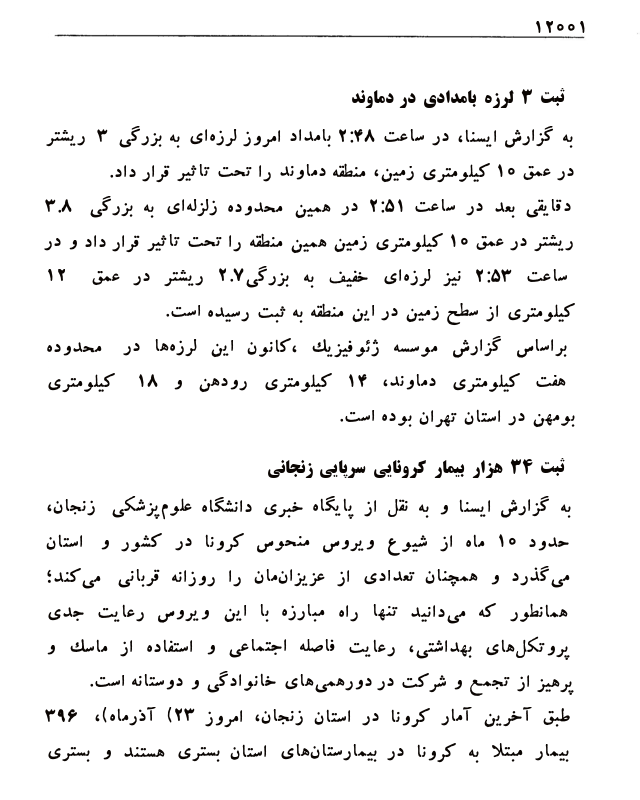 ۱۲۰۰۱
ثبت ۳ لرزه بامدادی در دماوند
به گزارش ایسنا، در ساعت ۲:۴۸ بامداد امروز لرزه‌ای به بزرگی ۳ ریشتر
در عمق ۱۰ کیلومتری زمین، منطقه دماوند را تحت تاثیر قرار داد.
دقایقی بعد در ساعت ۲:۵۱ در همین محدوده زلزله‌ای به بزرگی ۳.۸
ریشتر در عمق ۱۰ کیلومتری زمین همین منطقه را تحت تاثیر قرار داد و در
ساعت ۲:۵۳ نیز لرزه‌ای خفیف به بزرگی۲.۷ ریشتر در عمق ۱۲
کیلومتری از سطح زمین در این منطقه به ثبت رسیده است.
براساس گزارش موسسه ژئوفیزیك ،کانون این لرزه‌ها در محدوده
هفت کیلومتری دماوند، ۱۴ کیلومتری رودهن و ۱۸ کیلومتری
بومهن در استان تهران بوده است.
ثبت ۳۴ هزار بیمار کرونایی سرپایی زنجانی
به گزارش ایسنا و به نقل از پایگاه خبری دانشگاه علوم‌پزشکی زنجان،
حدود ۱۰ ماه از شیوع ویروس منحوس کرونا در کشور و استان
می‌گذرد و همچنان تعدادی از عزیزان‌مان را روزانه قربانی می‌کند؛
همانطور که می‌دانید تنها راه مبارزه با این ویروس رعایت جدی
پروتکل‌های بهداشتی، رعایت فاصله اجتماعی و استفاده از ماسك و
پرهیز از تجمع و شرکت در دورهمی‌های خانوادگی و دوستانه است.
طبق آخرین آمار کرونا در استان زنجان، امروز ۲۳) آذرماه)، ۳۹۶
بیمار مبتلا به کرونا در بیمارستان‌های استان بستری هستند و بستری